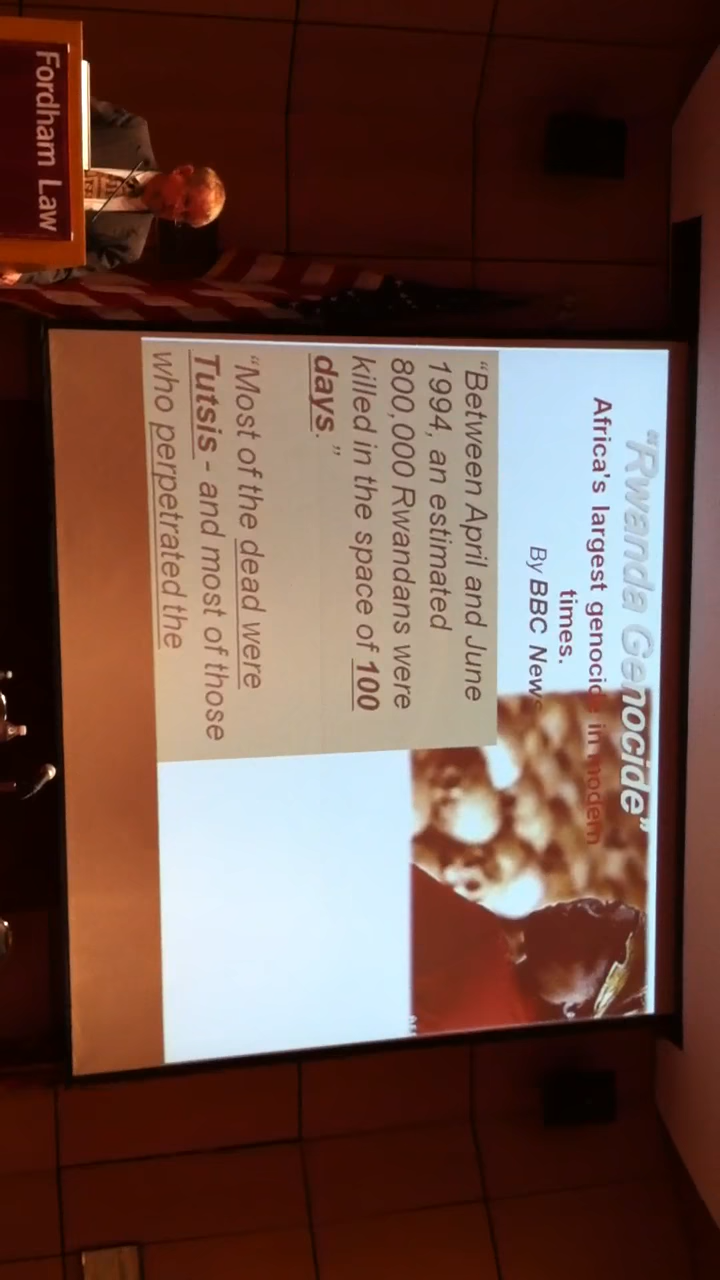 Fordham Law
"Rwanda Genocide"
Africa's largest genocide in modern
times.
By BBC News
"Between April and June
1994, an estimated
800,000 Rwandans were
killed in the space of 100
days."
"Most of the dead were
Tutsis - and most of those
who perpetrated the